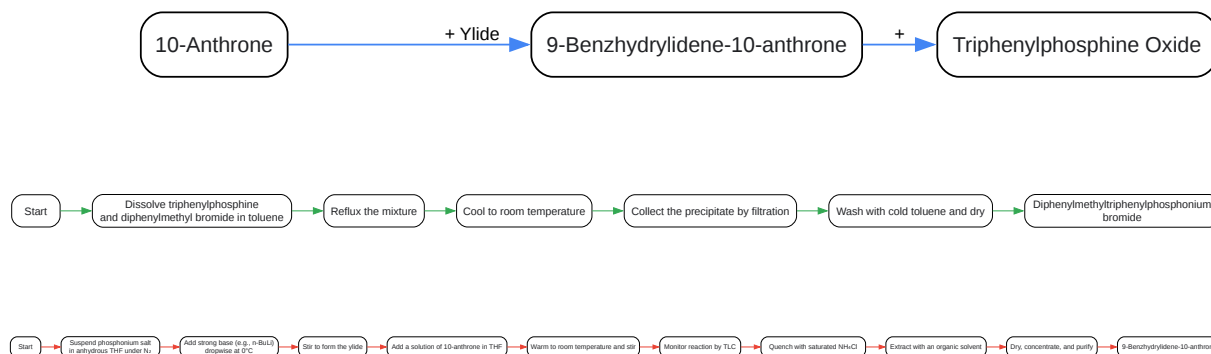 10-Anthrone
+ Ylide
9-Benzhydrylidene-10-anthrone
+
Triphenylphosphine Oxide
Start
Dissolve triphenylphosphine
and diphenylmethyl bromide in toluene
Reflux the mixture
Cool to room temperature
Collect the precipitate by filtration
Wash with cold toluene and dry
Diphenylmethyltriphenylphosphonium
bromide
Start
Suspend phosphonium salt
in anhydrous THF under N₂
Add strong base (e.g., n-BuLi)
dropwise at 0°C
Stir to form the ylide
Add a solution of 10-anthrone in THF
Warm to room temperature and stir
Monitor reaction by TLC
Quench with saturated NH₄Cl
Extract with an organic solvent
Dry, concentrate, and purify
9-Benzhydrylidene-10-anthrone